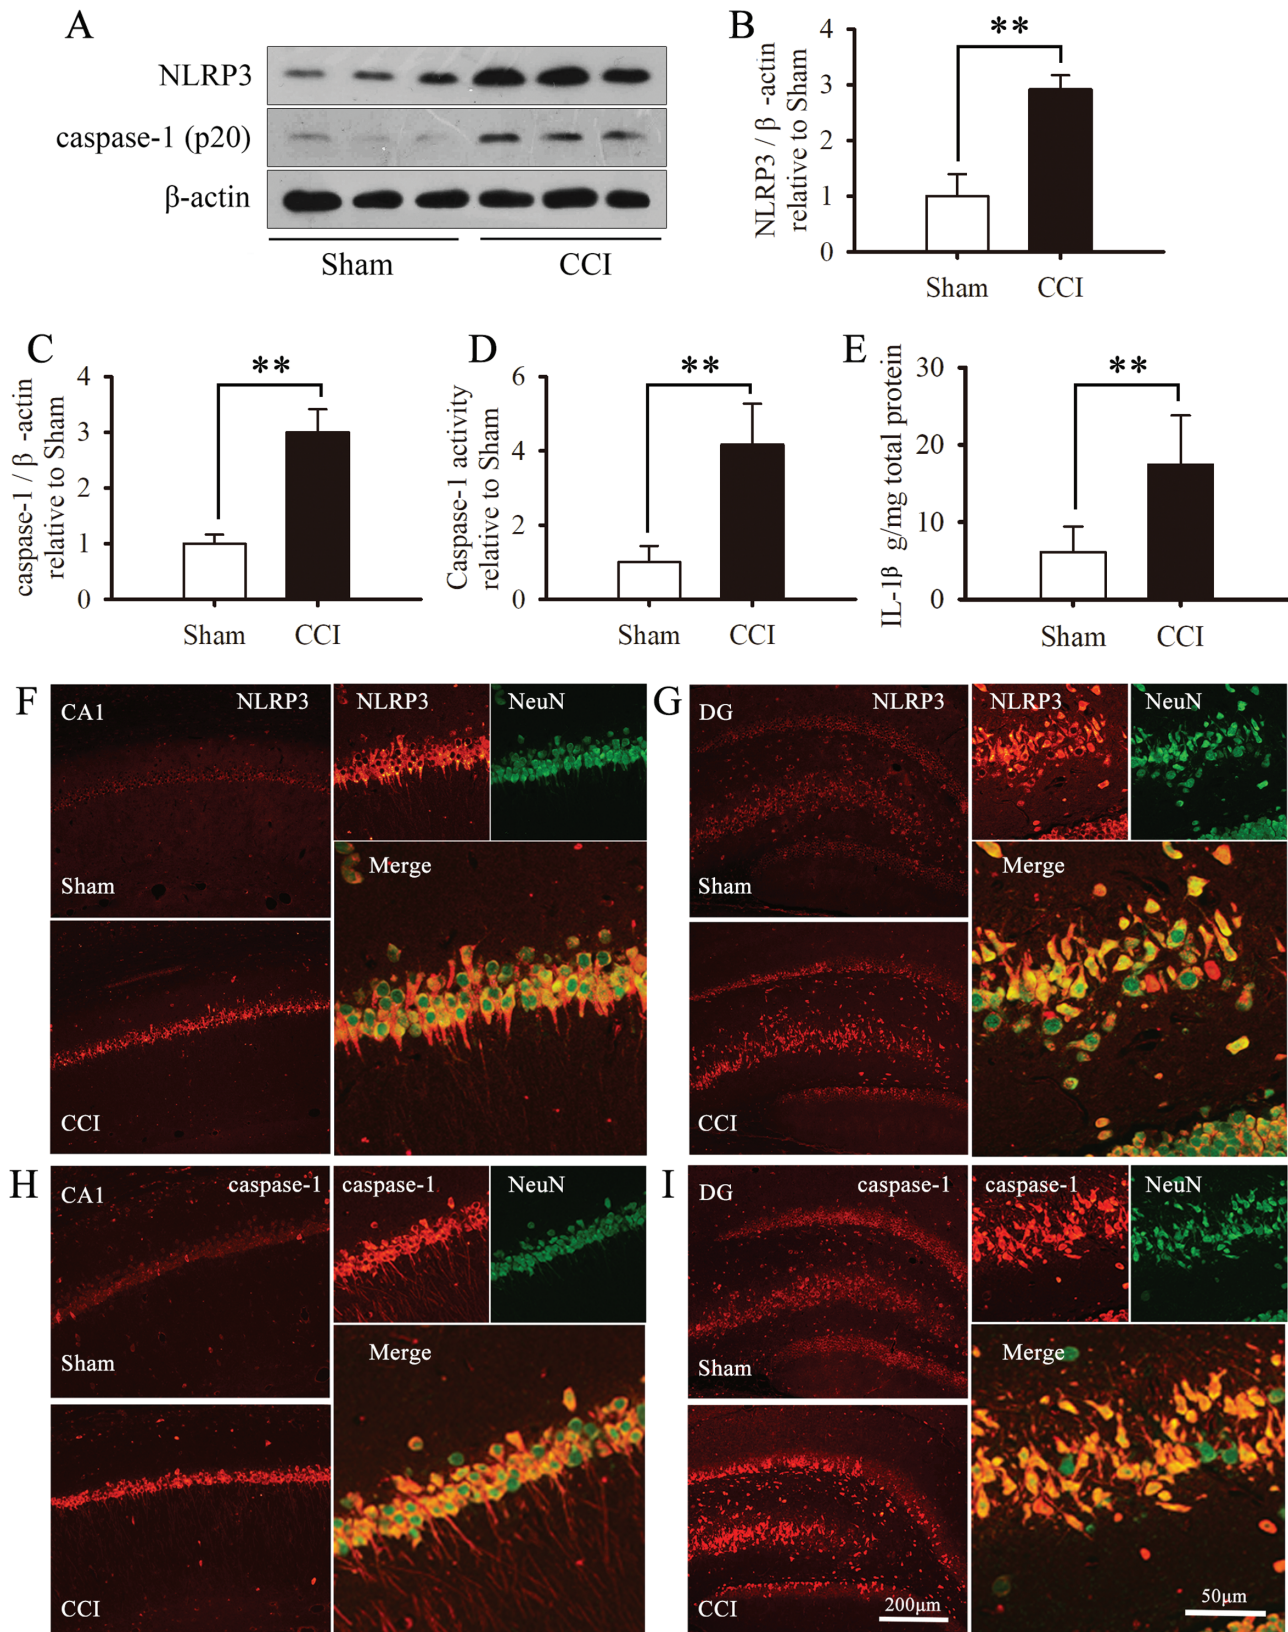 A
NLRP3
caspase-1 (p20)
β-actin
Sham
CCI
B
**
NLRP3 / β -actin
relative to Sham
4
3
2
1
0
Sham
CCI
C
**
caspase-1 / β -actin
relative to Sham
4
3
2
1
0
Sham
CCI
D
**
Caspase-1 activity
relative to Sham
6
4
2
0
Sham
CCI
E
**
IL-1β g/mg total protein
30
20
10
0
Sham
CCI
F
CA1
NLRP3
Sham
CCI
NLRP3
NeuN
Merge
G
DG
NLRP3
Sham
CCI
NLRP3
NeuN
Merge
H
CA1
caspase-1
Sham
CCI
caspase-1
NeuN
Merge
I
DG
caspase-1
Sham
CCI
200μm
caspase-1
NeuN
Merge
50μm